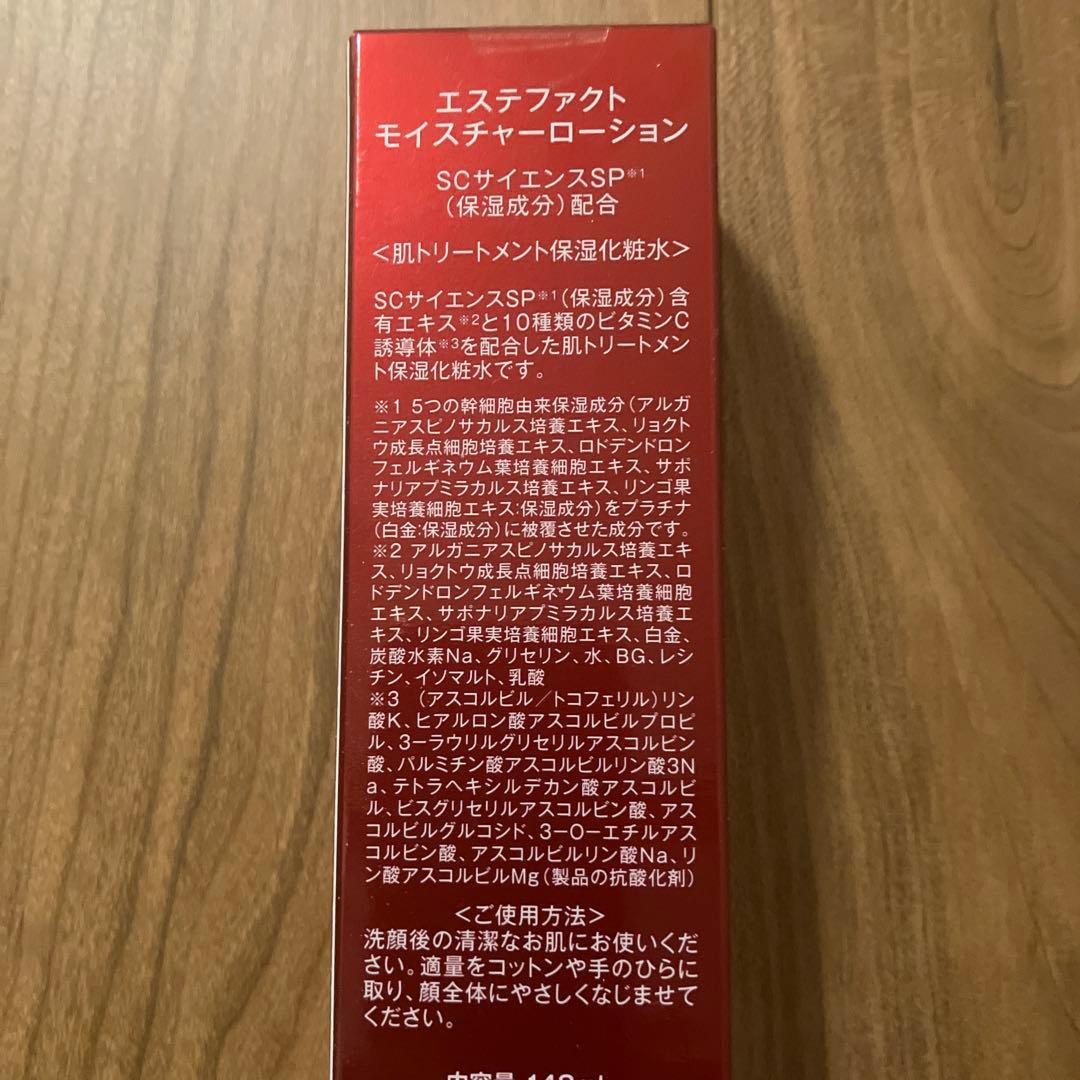 エステファクト
モイスチャーローション
SCサイエンスSP※1
(保湿成分)配合
<肌トリートメント保湿化粧水>
SCサイエンスSP※1(保湿成分)含
有エキス※2と10種類のビタミンC
誘導体※3を配合した肌トリートメン
ト保湿化粧水です。
※1 5つの幹細胞由来保湿成分(アルガ
ニアスピノサカルス培養エキス、リョクト
ウ成長点細胞培養エキス、ロドデンドロン
フェルギネウム葉培養細胞エキス、サポ
ナリアプミラカルス培養エキス、リンゴ果
実培養細胞エキス:保湿成分)をプラチナ
(白金:保湿成分)に被覆させた成分です。
※2 アルガニアスピノサカルス培養エキ
ス、リョクトウ成長点細胞培養エキス、ロ
ドデンドロンフェルギネウム葉培養細胞
エキス、サポナリアプミラカルス培養エ
キス、リンゴ果実培養細胞エキス、白金、
炭酸水素Na、グリセリン、水、BG、レシ
チン、イソマルト、乳酸
※3 (アスコルビル/トコフェリル)リン
酸K、ヒアルロン酸アスコルビルプロピ
ル、3-ラウリルグリセリルアスコルビン
酸、パルミチン酸アスコルビルリン酸3N
a、テトラヘキシルデカン酸アスコルビ
ル、ビスグリセリルアスコルビン酸、アス
コルビルグルコシド、3-O-エチルアス
コルビン酸、アスコルビルリン酸Na、リ
ン酸アスコルビルMg(製品の抗酸化剤)
<ご使用方法>
洗顔後の清潔なお肌にお使いくだ
さい。適量をコットンや手のひらに
取り、顔全体にやさしくなじませて
ください。
内容量